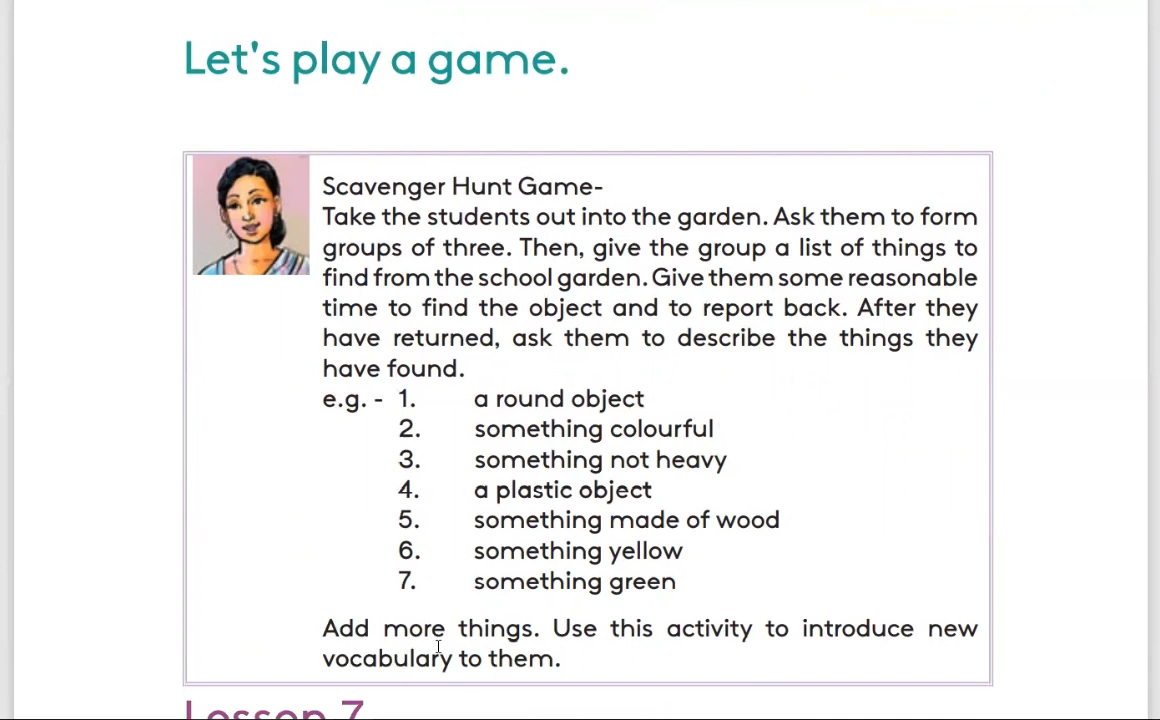 Let's play a game.
Scavenger Hunt Game-
Take the students out into the garden. Ask them to form
groups of three. Then, give the group a list of things to
find from the school garden. Give them some reasonable
time to find the object and to report back. After they
have returned, ask them to describe the things they
have found.
e.g. - 1. a round object
2. something colourful
3. something not heavy
4. a plastic object
5. something made of wood
6. something yellow
7. something green
Add more things. Use this activity to introduce new
vocabulary to them.
Lesson 7